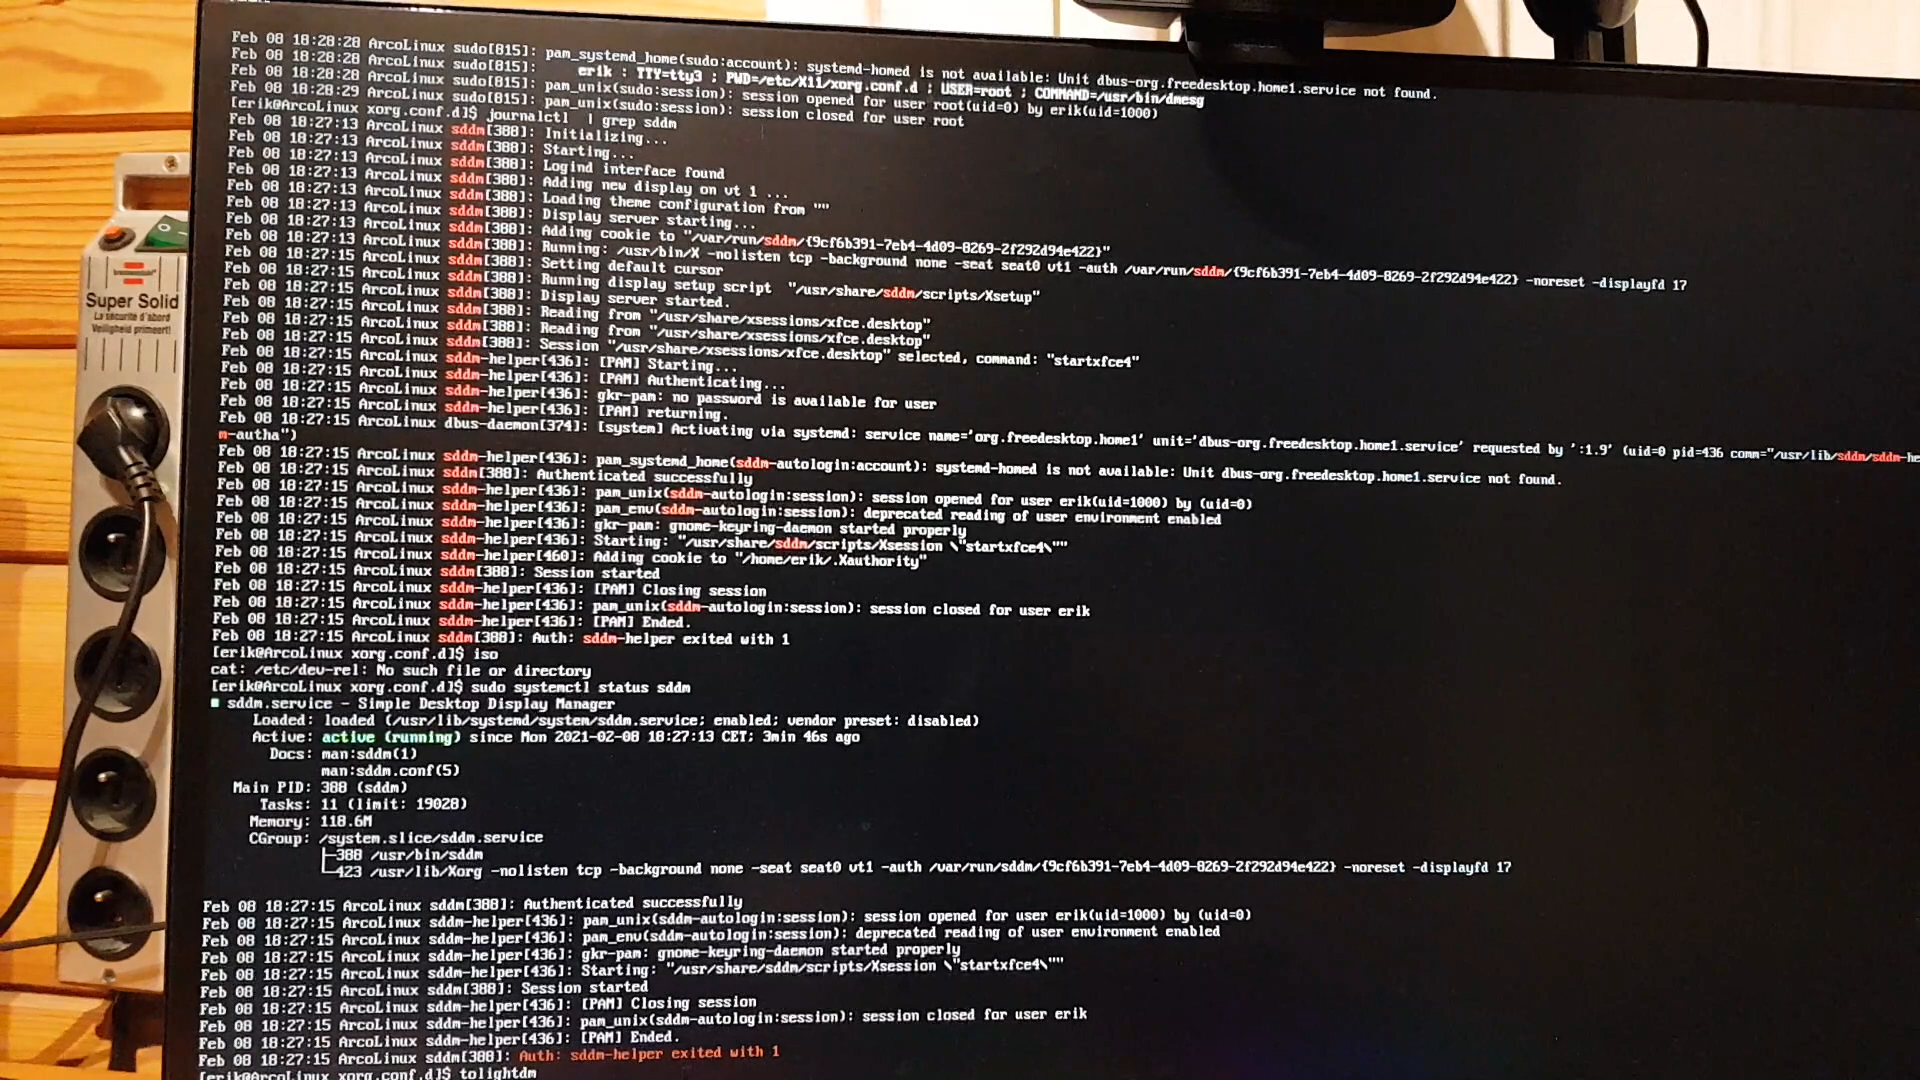 Feb 08 18:28:28 ArcoLinux sudo[815]: pam_systemd_home(sudo:account): systemd-homed is not available: Unit dbus-org.freedesktop.home1.service not found.
Feb 08 18:28:28 ArcoLinux sudo[815]:     erik : TTY=tty3 ; PWD=/etc/X11/xorg.conf.d ; USER=root ; COMMAND=/usr/bin/dmesg
Feb 08 18:28:28 ArcoLinux sudo[815]: pam_unix(sudo:session): session opened for user root(uid=0) by erik(uid=1000)
Feb 08 18:28:29 ArcoLinux sudo[815]: pam_unix(sudo:session): session closed for user root
[erik@ArcoLinux xorg.conf.d]$ journalctl  | grep sddm
Feb 08 18:27:13 ArcoLinux sddm[388]: Initializing...
Feb 08 18:27:13 ArcoLinux sddm[388]: Starting...
Feb 08 18:27:13 ArcoLinux sddm[388]: Logind interface found
Feb 08 18:27:13 ArcoLinux sddm[388]: Adding new display on vt 1 ...
Feb 08 18:27:13 ArcoLinux sddm[388]: Loading theme configuration from ""
Feb 08 18:27:13 ArcoLinux sddm[388]: Display server starting...
Feb 08 18:27:13 ArcoLinux sddm[388]: Adding cookie to "/var/run/sddm/{9cf6b391-7eb4-4d09-8269-2f292d94e422}"
Feb 08 18:27:13 ArcoLinux sddm[388]: Running: /usr/bin/X -nolisten tcp -background none -seat seat0 vt1 -auth /var/run/sddm/{9cf6b391-7eb4-4d09-8269-2f292d94e422} -noreset -displayfd 17
Feb 08 18:27:15 ArcoLinux sddm[388]: Setting default cursor
Feb 08 18:27:15 ArcoLinux sddm[388]: Running display setup script  "/usr/share/sddm/scripts/Xsetup"
Feb 08 18:27:15 ArcoLinux sddm[388]: Display server started.
Feb 08 18:27:15 ArcoLinux sddm[388]: Reading from "/usr/share/xsessions/xfce.desktop"
Feb 08 18:27:15 ArcoLinux sddm[388]: Reading from "/usr/share/xsessions/xfce.desktop"
Feb 08 18:27:15 ArcoLinux sddm[388]: Session "/usr/share/xsessions/xfce.desktop" selected, command: "startxfce4"
Feb 08 18:27:15 ArcoLinux sddm-helper[436]: [PAM] Starting...
Feb 08 18:27:15 ArcoLinux sddm-helper[436]: [PAM] Authenticating...
Feb 08 18:27:15 ArcoLinux sddm-helper[436]: gkr-pam: no password is available for user
Feb 08 18:27:15 ArcoLinux sddm-helper[436]: [PAM] returning.
Feb 08 18:27:15 ArcoLinux dbus-daemon[374]: [system] Activating via systemd: service name='org.freedesktop.home1' unit='dbus-org.freedesktop.home1.service' requested by ':1.9' (uid=0 pid=436 comm="/usr/lib/sddm/sddm-he
m-autha")
Feb 08 18:27:15 ArcoLinux sddm-helper[436]: pam_systemd_home(sddm-autologin:account): systemd-homed is not available: Unit dbus-org.freedesktop.home1.service not found.
Feb 08 18:27:15 ArcoLinux sddm[388]: Authenticated successfully
Feb 08 18:27:15 ArcoLinux sddm-helper[436]: pam_unix(sddm-autologin:session): session opened for user erik(uid=1000) by (uid=0)
Feb 08 18:27:15 ArcoLinux sddm-helper[436]: pam_env(sddm-autologin:session): deprecated reading of user environment enabled
Feb 08 18:27:15 ArcoLinux sddm-helper[436]: gkr-pam: gnome-keyring-daemon started properly
Feb 08 18:27:15 ArcoLinux sddm-helper[436]: Starting: "/usr/share/sddm/scripts/Xsession \"startxfce4\""
Feb 08 18:27:15 ArcoLinux sddm-helper[460]: Adding cookie to "/home/erik/.Xauthority"
Feb 08 18:27:15 ArcoLinux sddm[388]: Session started
Feb 08 18:27:15 ArcoLinux sddm-helper[436]: [PAM] Closing session
Feb 08 18:27:15 ArcoLinux sddm-helper[436]: pam_unix(sddm-autologin:session): session closed for user erik
Feb 08 18:27:15 ArcoLinux sddm-helper[436]: [PAM] Ended.
Feb 08 18:27:15 ArcoLinux sddm[388]: Auth: sddm-helper exited with 1
[erik@ArcoLinux xorg.conf.d]$ iso
cat: /etc/dev-rel: No such file or directory
[erik@ArcoLinux xorg.conf.d]$ sudo systemctl status sddm
■ sddm.service - Simple Desktop Display Manager
     Loaded: loaded (/usr/lib/systemd/system/sddm.service; enabled; vendor preset: disabled)
     Active: active (running) since Mon 2021-02-08 18:27:13 CET; 3min 46s ago
       Docs: man:sddm(1)
             man:sddm.conf(5)
   Main PID: 388 (sddm)
      Tasks: 11 (limit: 19028)
     Memory: 118.6M
     CGroup: /system.slice/sddm.service
             ├─388 /usr/bin/sddm
             └─423 /usr/lib/Xorg -nolisten tcp -background none -seat seat0 vt1 -auth /var/run/sddm/{9cf6b391-7eb4-4d09-8269-2f292d94e422} -noreset -displayfd 17
Feb 08 18:27:15 ArcoLinux sddm[388]: Authenticated successfully
Feb 08 18:27:15 ArcoLinux sddm-helper[436]: pam_unix(sddm-autologin:session): session opened for user erik(uid=1000) by (uid=0)
Feb 08 18:27:15 ArcoLinux sddm-helper[436]: pam_env(sddm-autologin:session): deprecated reading of user environment enabled
Feb 08 18:27:15 ArcoLinux sddm-helper[436]: gkr-pam: gnome-keyring-daemon started properly
Feb 08 18:27:15 ArcoLinux sddm-helper[436]: Starting: "/usr/share/sddm/scripts/Xsession \"startxfce4\""
Feb 08 18:27:15 ArcoLinux sddm[388]: Session started
Feb 08 18:27:15 ArcoLinux sddm-helper[436]: [PAM] Closing session
Feb 08 18:27:15 ArcoLinux sddm-helper[436]: pam_unix(sddm-autologin:session): session closed for user erik
Feb 08 18:27:15 ArcoLinux sddm-helper[436]: [PAM] Ended.
Feb 08 18:27:15 ArcoLinux sddm[388]: Auth: sddm-helper exited with 1
[erik@ArcoLinux xorg.conf.d]$ tolightdm
Super Solid
La sécurité d'abord
Veiligheid primeert!